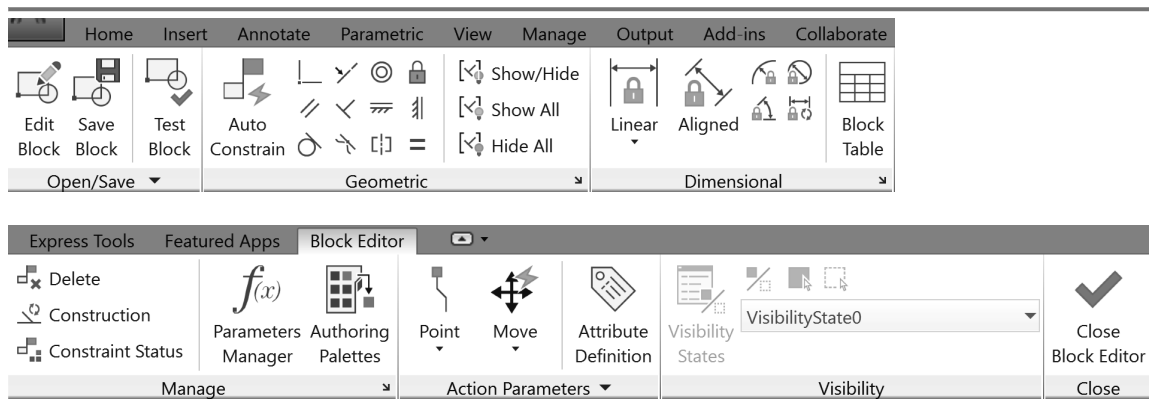 Home Insert Annotate Parametric View Manage Output Add-ins Collaborate
Show/Hide
Show All
Hide All
Edit Block
Save Block
Test Block
Auto Constrain
Linear
Aligned
Block Table
Open/Save
Geometric
Dimensional
Express Tools Featured Apps Block Editor
Delete
Construction
Constraint Status
f(x)
Parameters Manager
Authoring Palettes
Point
Move
Attribute Definition
Visibility States
VisibilityState0
Close Block Editor
Manage
Action Parameters
Visibility
Close